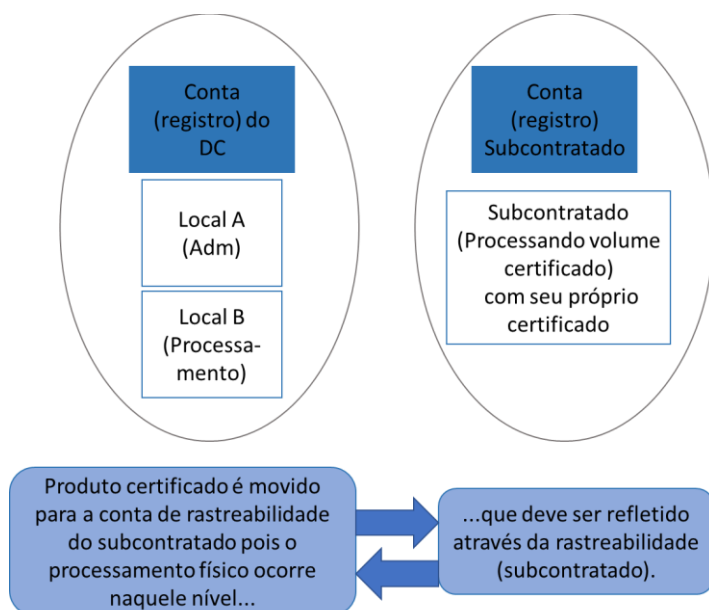 Conta
(registro) do
DC
Local A
(Adm)
Local B
(Processa-
mento)
Conta
(registro)
Subcontratado
Subcontratado
(Processando volume
certificado)
com seu próprio
certificado
Produto certificado é movido
para a conta de rastreabilidade
do subcontratado pois o
processamento físico ocorre
naquele nível...
...que deve ser refletido
através da rastreabilidade
(subcontratado).